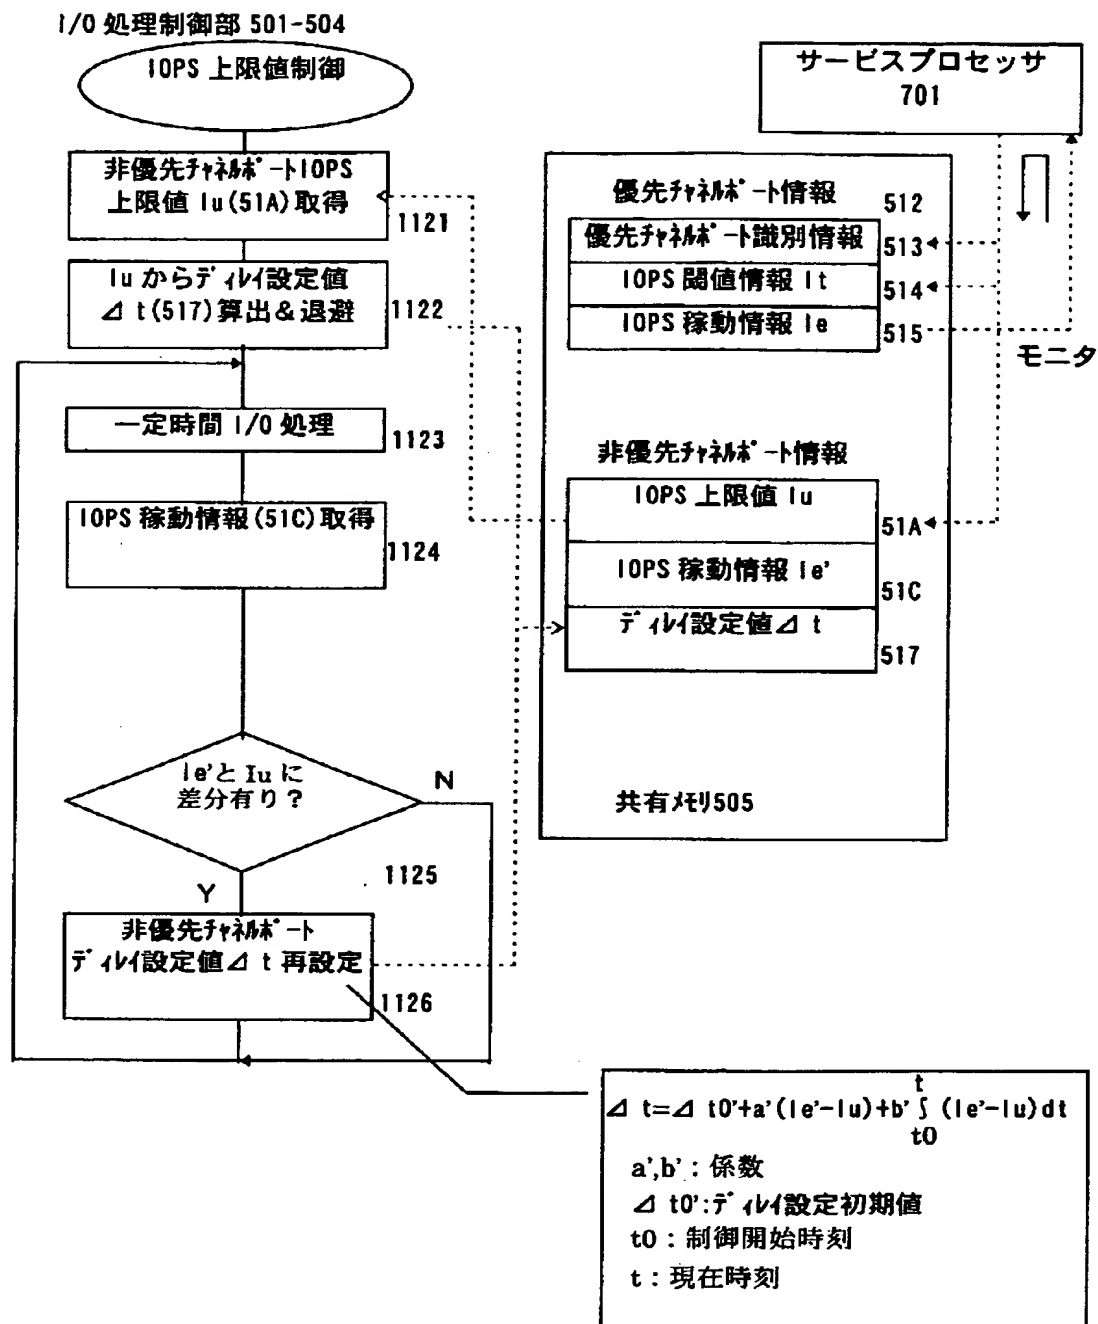 I/O 処理制御部 501-504
IOPS 上限値制御
非優先ﾁｬﾈﾙﾎﾟｰﾄIOPS
上限値 Iu(51A)取得
1121
Iu からﾃﾞｨﾚｲ設定値
⊿ t(517)算出&退避
1122
一定時間 I/O 処理
1123
IOPS 稼動情報(51C)取得
1124
Ie'と Iu に
差分有り？
N
Y
1125
非優先ﾁｬﾈﾙﾎﾟｰﾄ
ﾃﾞｨﾚｲ設定値⊿ t 再設定
1126
サービスプロセッサ
701
モニタ
優先ﾁｬﾈﾙﾎﾟｰﾄ情報
512
優先ﾁｬﾈﾙﾎﾟｰﾄ識別情報
513
IOPS 閾値情報 It
514
IOPS 稼動情報 Ie
515
非優先ﾁｬﾈﾙﾎﾟｰﾄ情報
IOPS 上限値 Iu
51A
IOPS 稼動情報 Ie'
51C
ﾃﾞｨﾚｲ設定値⊿ t
517
共有ﾒﾓﾘ505
t
⊿ t=⊿ t0'+a'(Ie'-Iu)+b' ∫ (Ie'-Iu)dt
t0
a',b'：係数
⊿ t0':ﾃﾞｨﾚｲ設定初期値
t0：制御開始時刻
t：現在時刻